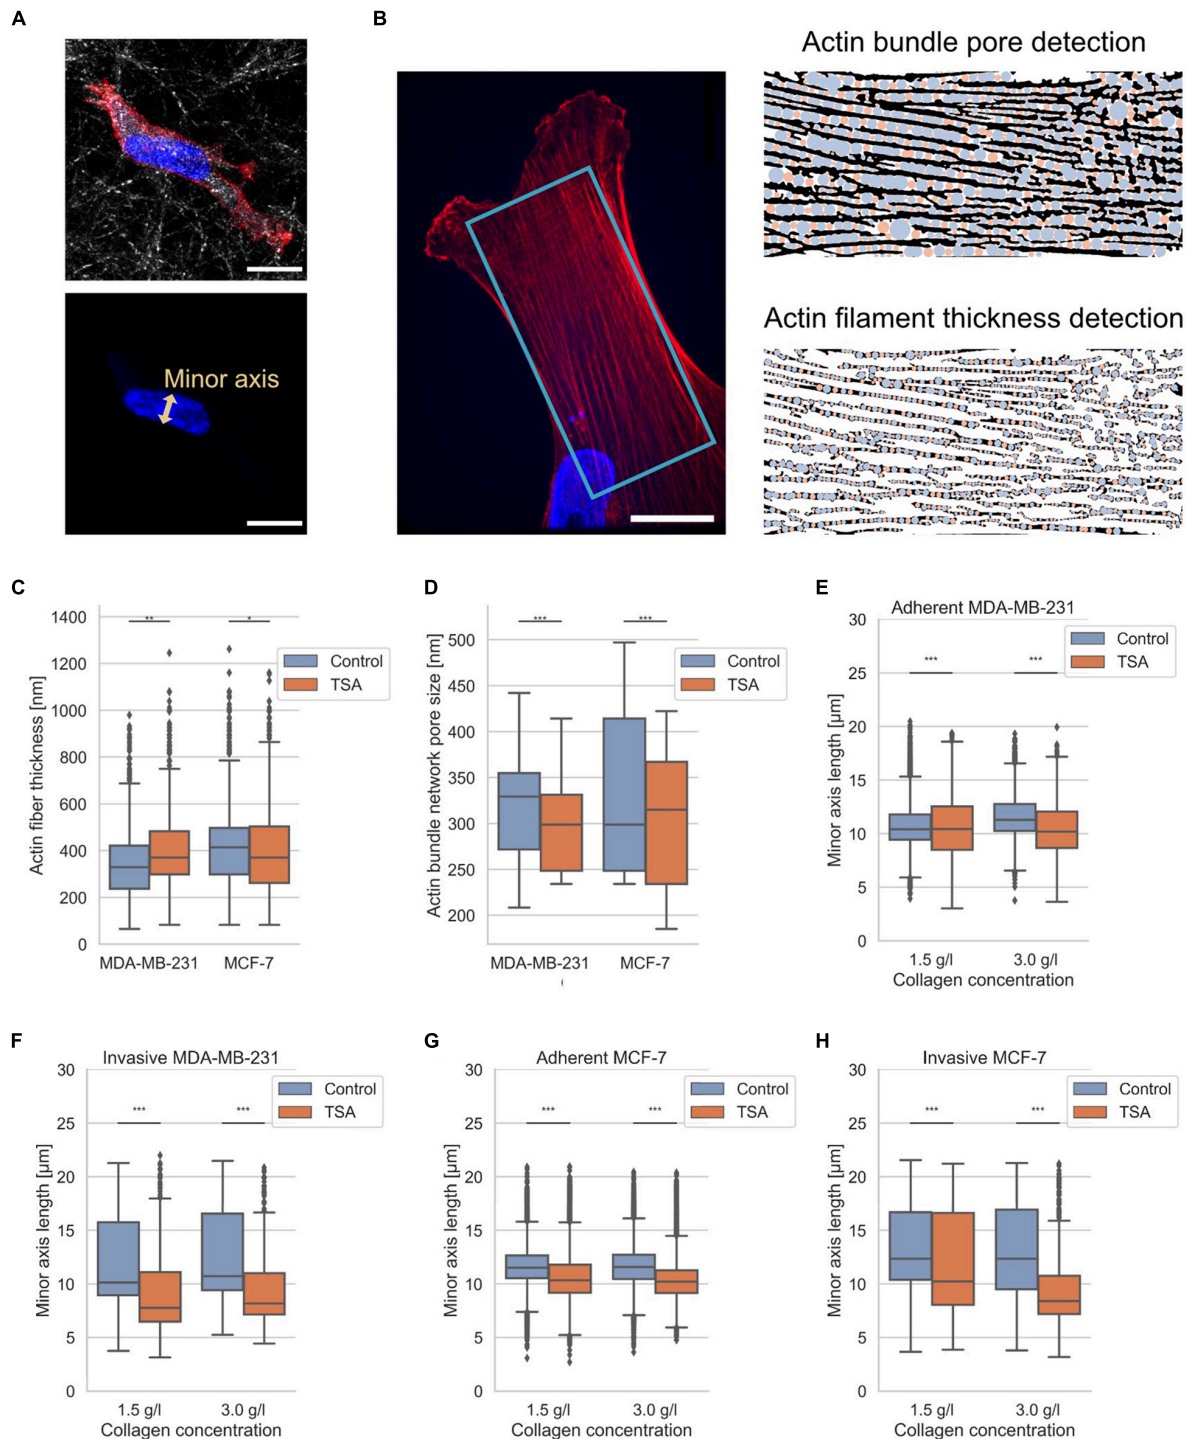 A
B
Actin bundle pore detection
Minor axis
Actin filament thickness detection
C
Actin fiber thickness [nm]
1400
1200
1000
800
600
400
200
0
**
*
Control
TSA
MDA-MB-231
MCF-7
D
Actin bundle network pore size [nm]
500
450
400
350
300
250
200
***
***
Control
TSA
MDA-MB-231
MCF-7
E
Adherent MDA-MB-231
Minor axis length [µm]
30
25
20
15
10
5
0
***
***
Control
TSA
1.5 g/l
3.0 g/l
Collagen concentration
F
Invasive MDA-MB-231
Minor axis length [µm]
30
25
20
15
10
5
0
***
***
Control
TSA
1.5 g/l
3.0 g/l
Collagen concentration
G
Adherent MCF-7
Minor axis length [µm]
30
25
20
15
10
5
0
***
***
Control
TSA
1.5 g/l
3.0 g/l
Collagen concentration
H
Invasive MCF-7
Minor axis length [µm]
30
25
20
15
10
5
0
***
***
Control
TSA
1.5 g/l
3.0 g/l
Collagen concentration